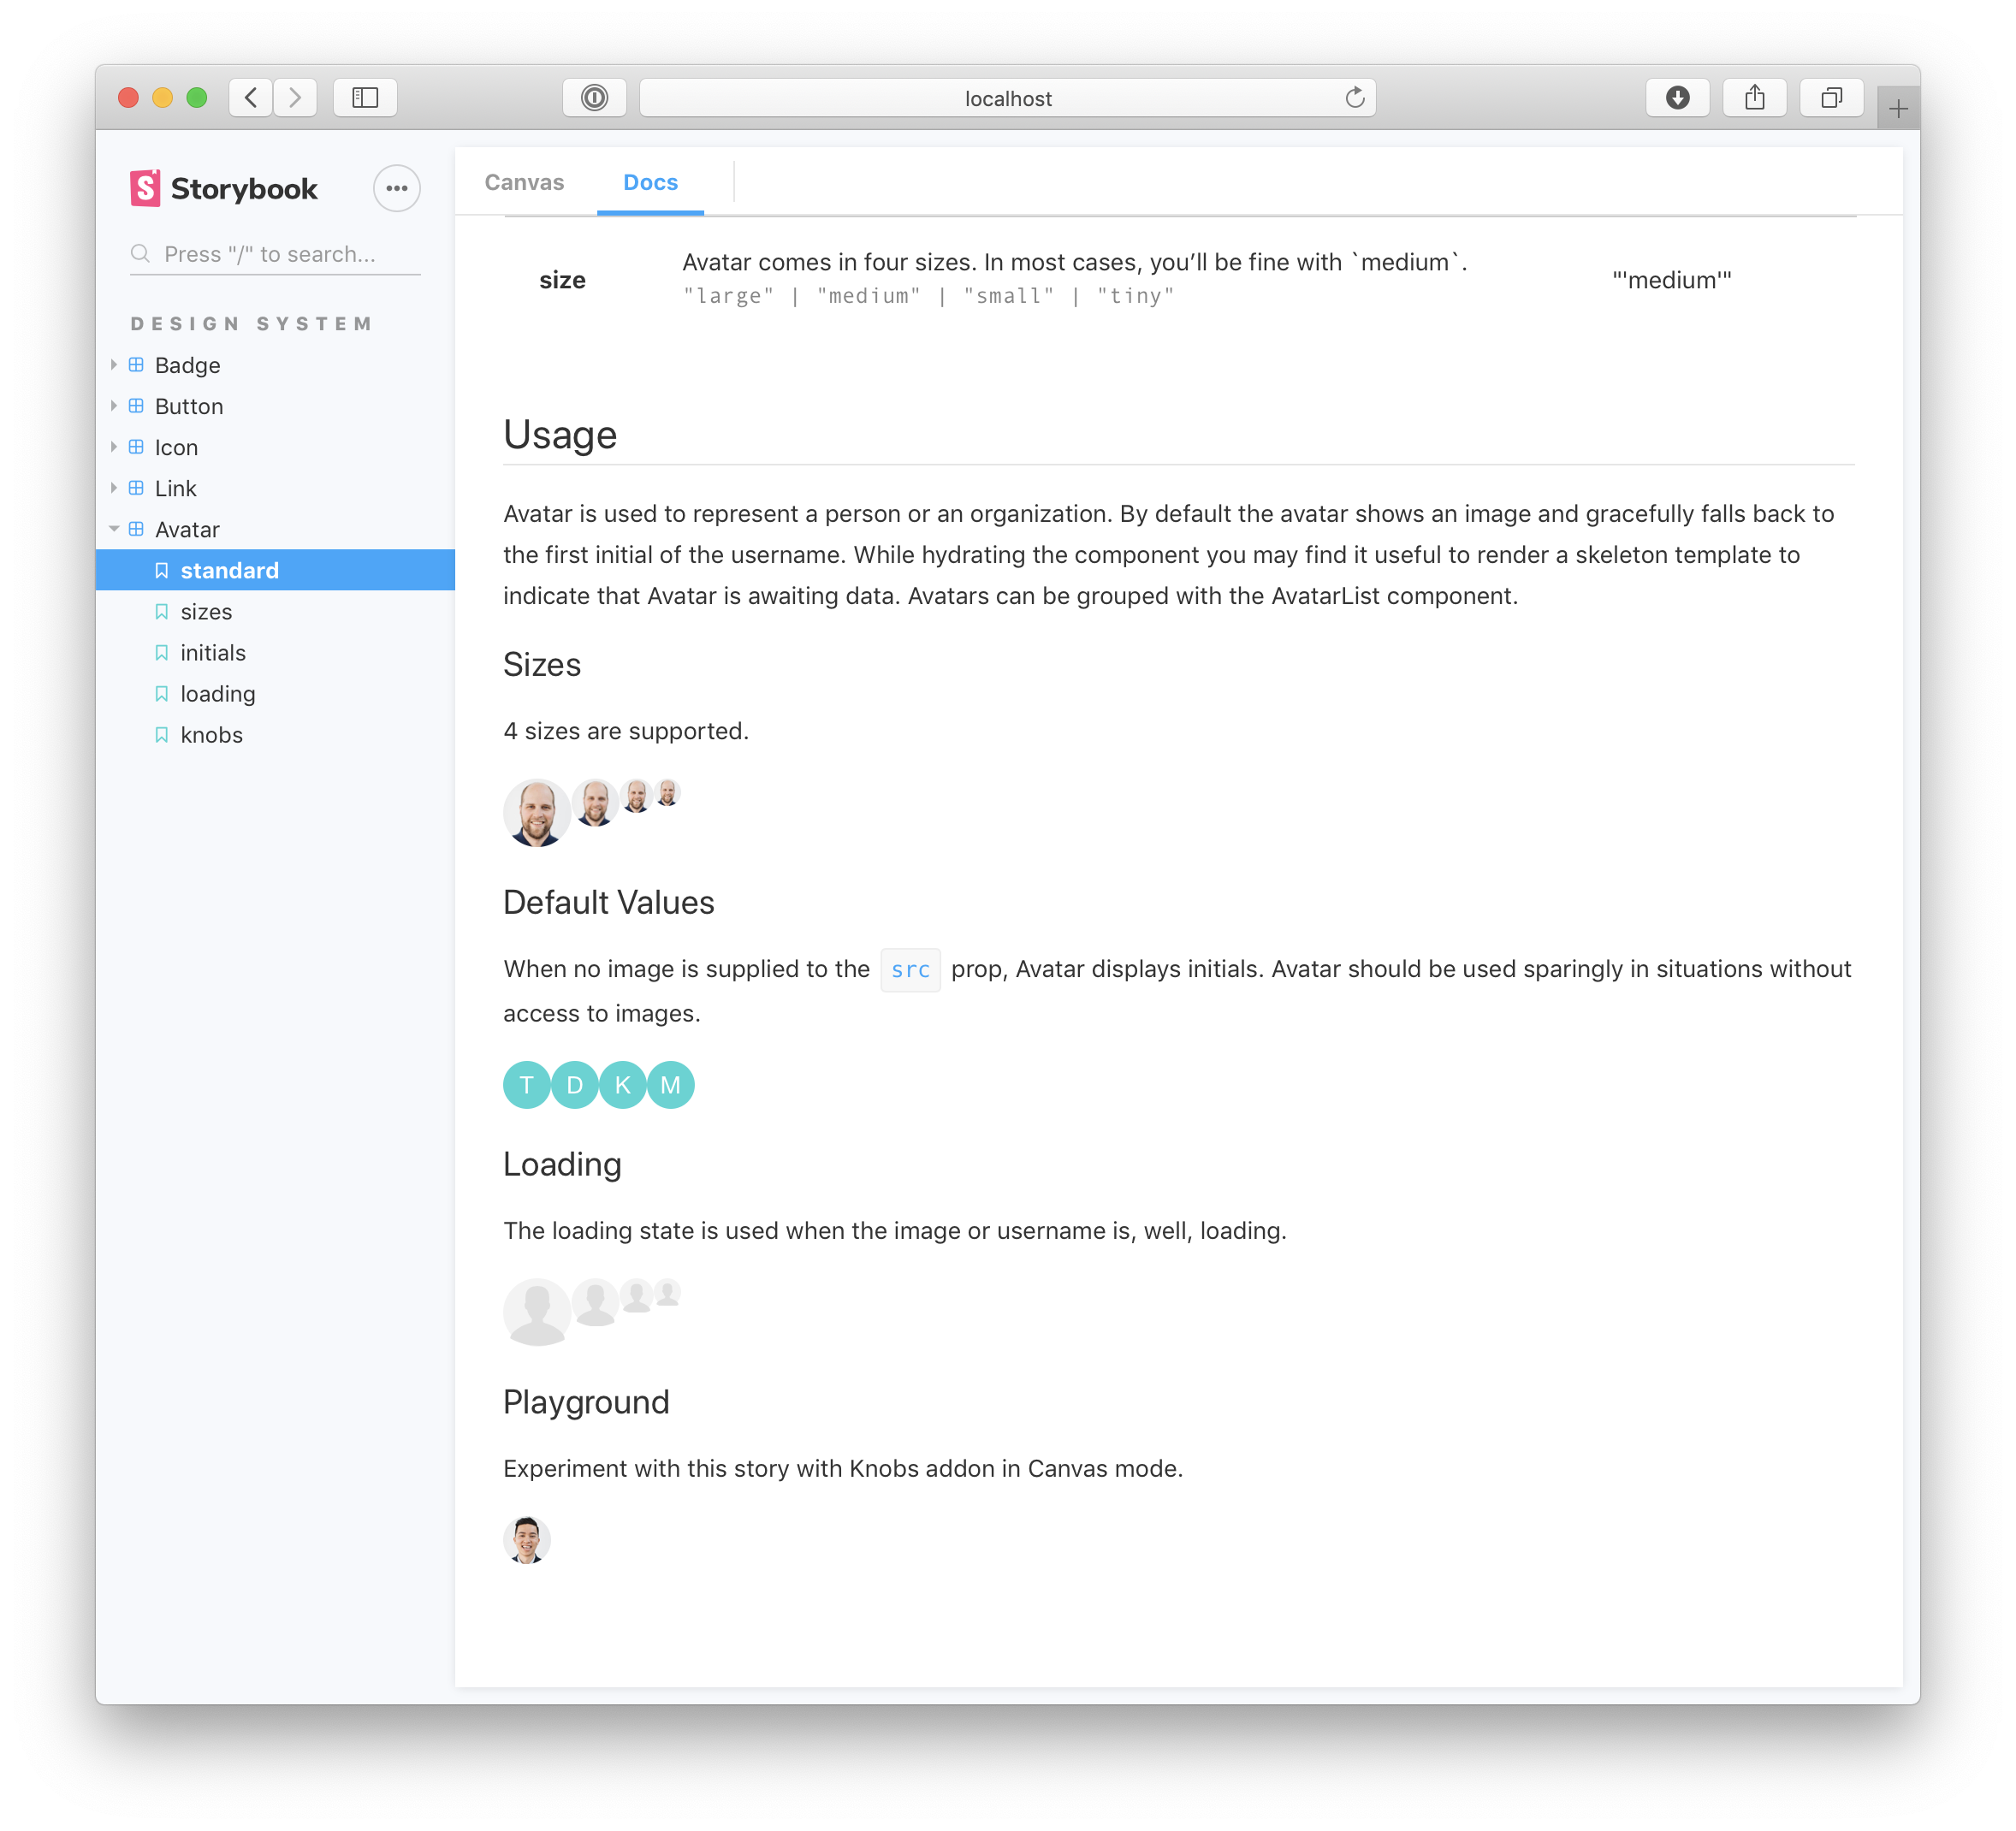 localhost
Storybook
Press "/" to search...
DESIGN SYSTEM
Badge
Button
Icon
Link
Avatar
standard
sizes
initials
loading
knobs
Canvas
Docs
size
Avatar comes in four sizes. In most cases, you’ll be fine with `medium`.
"large" | "medium" | "small" | "tiny"
"'medium'"
Usage
Avatar is used to represent a person or an organization. By default the avatar shows an image and gracefully falls back to
the first initial of the username. While hydrating the component you may find it useful to render a skeleton template to
indicate that Avatar is awaiting data. Avatars can be grouped with the AvatarList component.
Sizes
4 sizes are supported.
Default Values
When no image is supplied to the src prop, Avatar displays initials. Avatar should be used sparingly in situations without
access to images.
T D K M
Loading
The loading state is used when the image or username is, well, loading.
Playground
Experiment with this story with Knobs addon in Canvas mode.